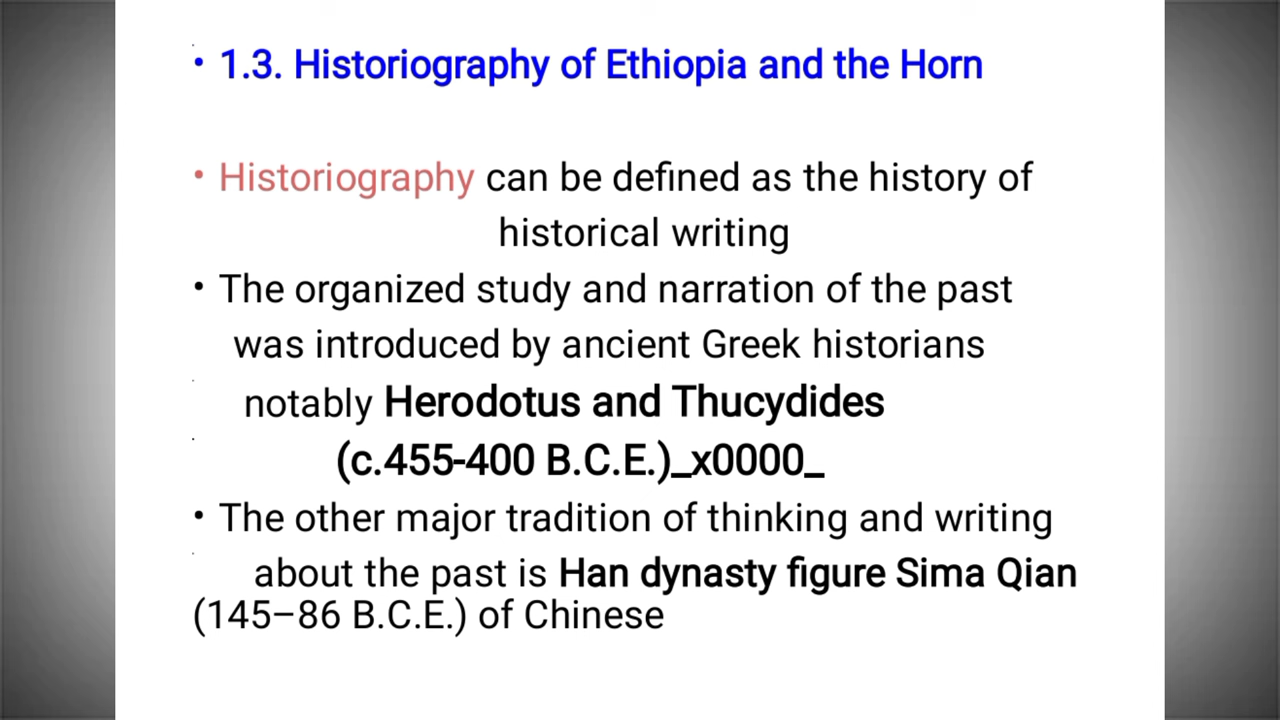 • 1.3. Historiography of Ethiopia and the Horn
• Historiography can be defined as the history of
historical writing
• The organized study and narration of the past
was introduced by ancient Greek historians
notably Herodotus and Thucydides
(c.455-400 B.C.E.)_x0000_
• The other major tradition of thinking and writing
about the past is Han dynasty figure Sima Qian
(145–86 B.C.E.) of Chinese